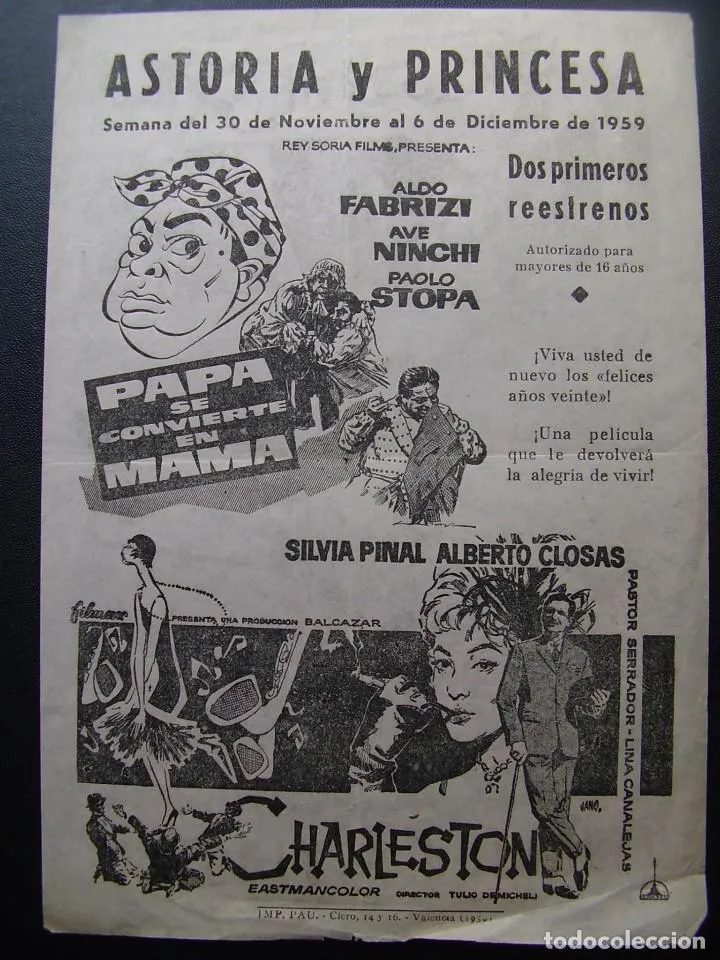 ASTORIA y PRINCESA
Semana del 30 de Noviembre al 6 de Diciembre de 1959
REY SORIA FILMS, PRESENTA:
Dos primeros
reestrenos
ALDO
FABRIZI
AVE
NINCHI
PAOLO
STOPA
Autorizado para
mayores de 16 años
PAPA
SE
CONVIERTE
EN
MAMA
¡Viva usted de
nuevo los «felices
años veinte»!
¡Una película
que le devolverá
la alegría de vivir!
SILVIA PINAL ALBERTO CLOSAS
PASTOR SERRADOR - LINA CANALEJAS
filmax
PRESENTA UNA PRODUCCION BALCAZAR
JANO.
CHARLESTON
EASTMANCOLOR DIRECTOR TULIO DEMICHELI
IMP. PAU. - Clero, 14 y 16. - Valencia (1959)
todocoleccion.net